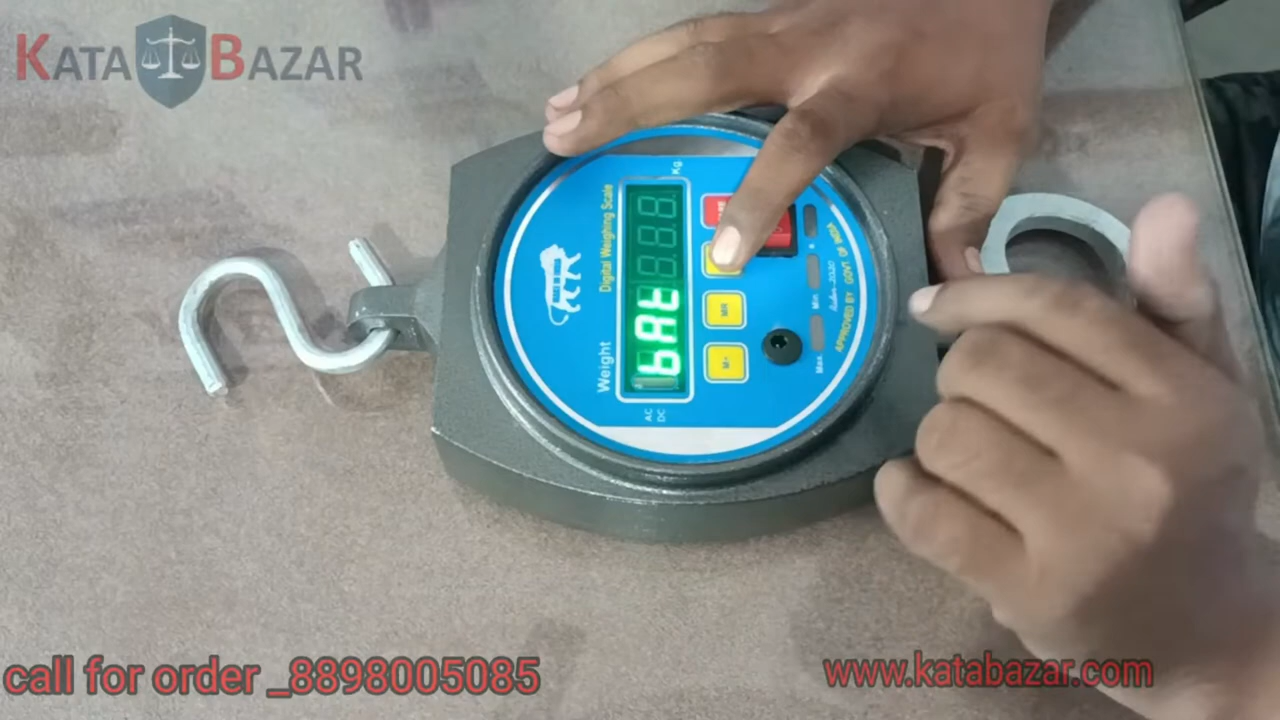 KATA BAZAR
Kg.
Digital Weighing Scale
Weight
bAt
AC
DC
MR
M+
Min
Max.
APPROVED BY GOVT. OF INDIA
call for order _8898005085
www.katabazar.com